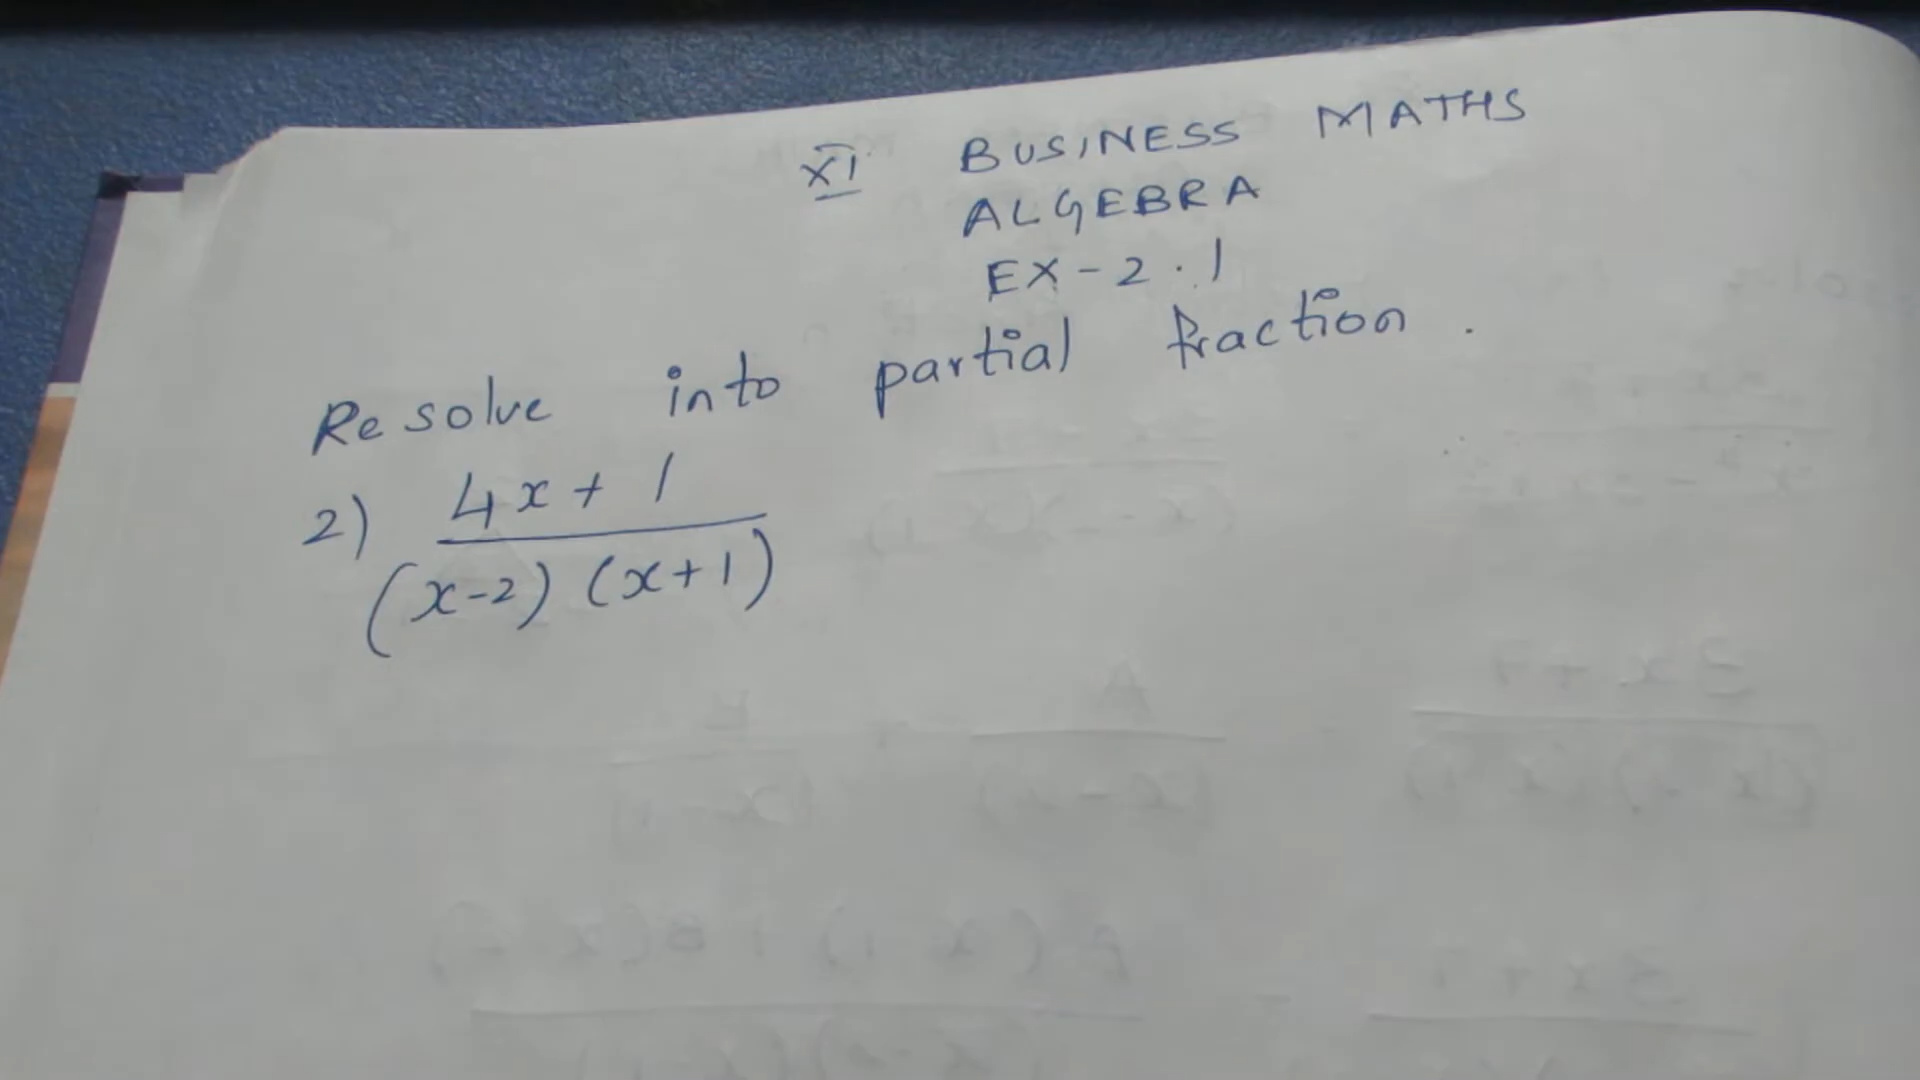 XI BUSINESS MATHS
ALGEBRA
EX-2.1
Resolve into partial fraction.
2) 4x+1
(x-2) (x+1)